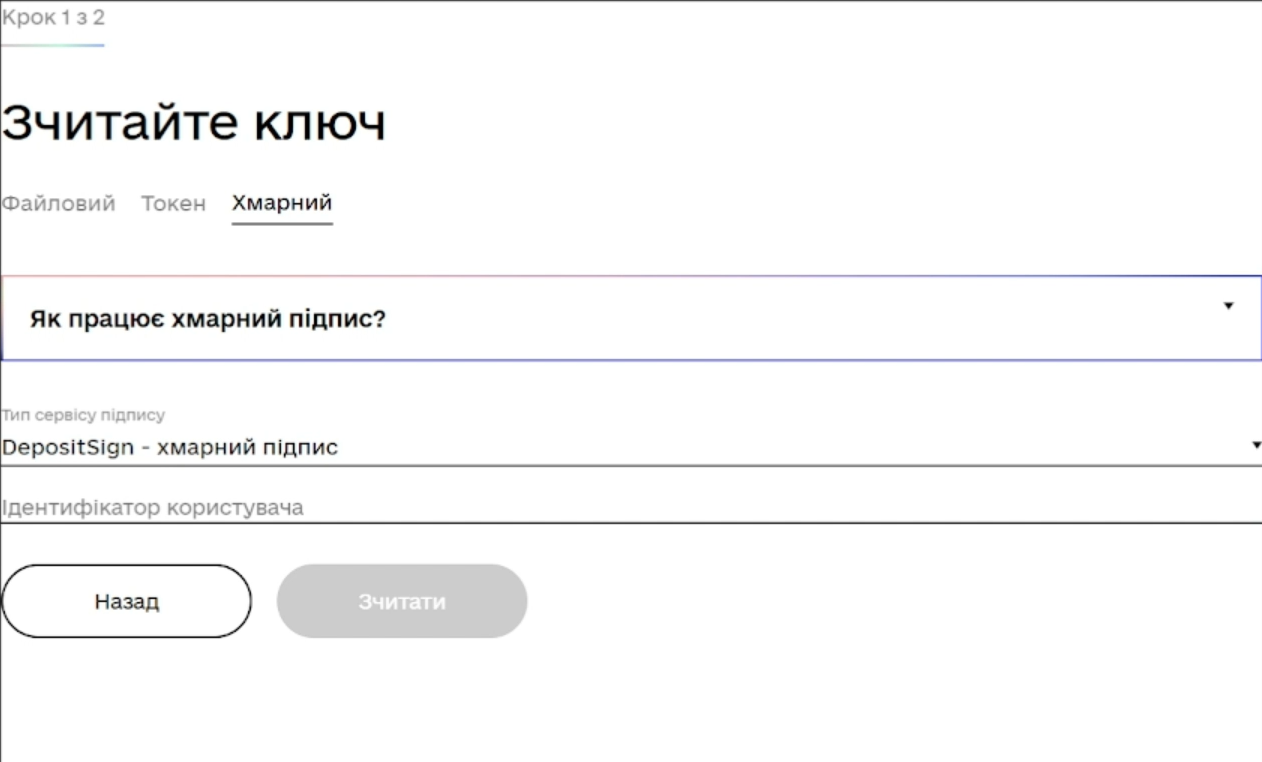 Крок 1 з 2
Зчитайте ключ
Файловий Токен Хмарний
Як працює хмарний підпис?
Тип сервісу підпису
DepositSign - хмарний підпис
Ідентифікатор користувача
Назад Зчитати